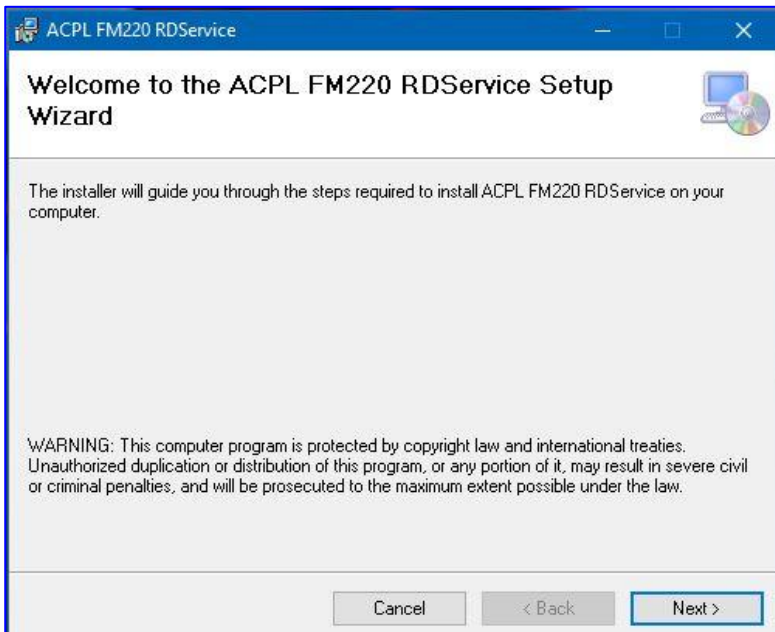 ACPL FM220 RDService
Welcome to the ACPL FM220 RDService Setup
Wizard
The installer will guide you through the steps required to install ACPL FM220 RDService on your
computer.
WARNING: This computer program is protected by copyright law and international treaties.
Unauthorized duplication or distribution of this program, or any portion of it, may result in severe civil
or criminal penalties, and will be prosecuted to the maximum extent possible under the law.
Cancel
< Back
Next >